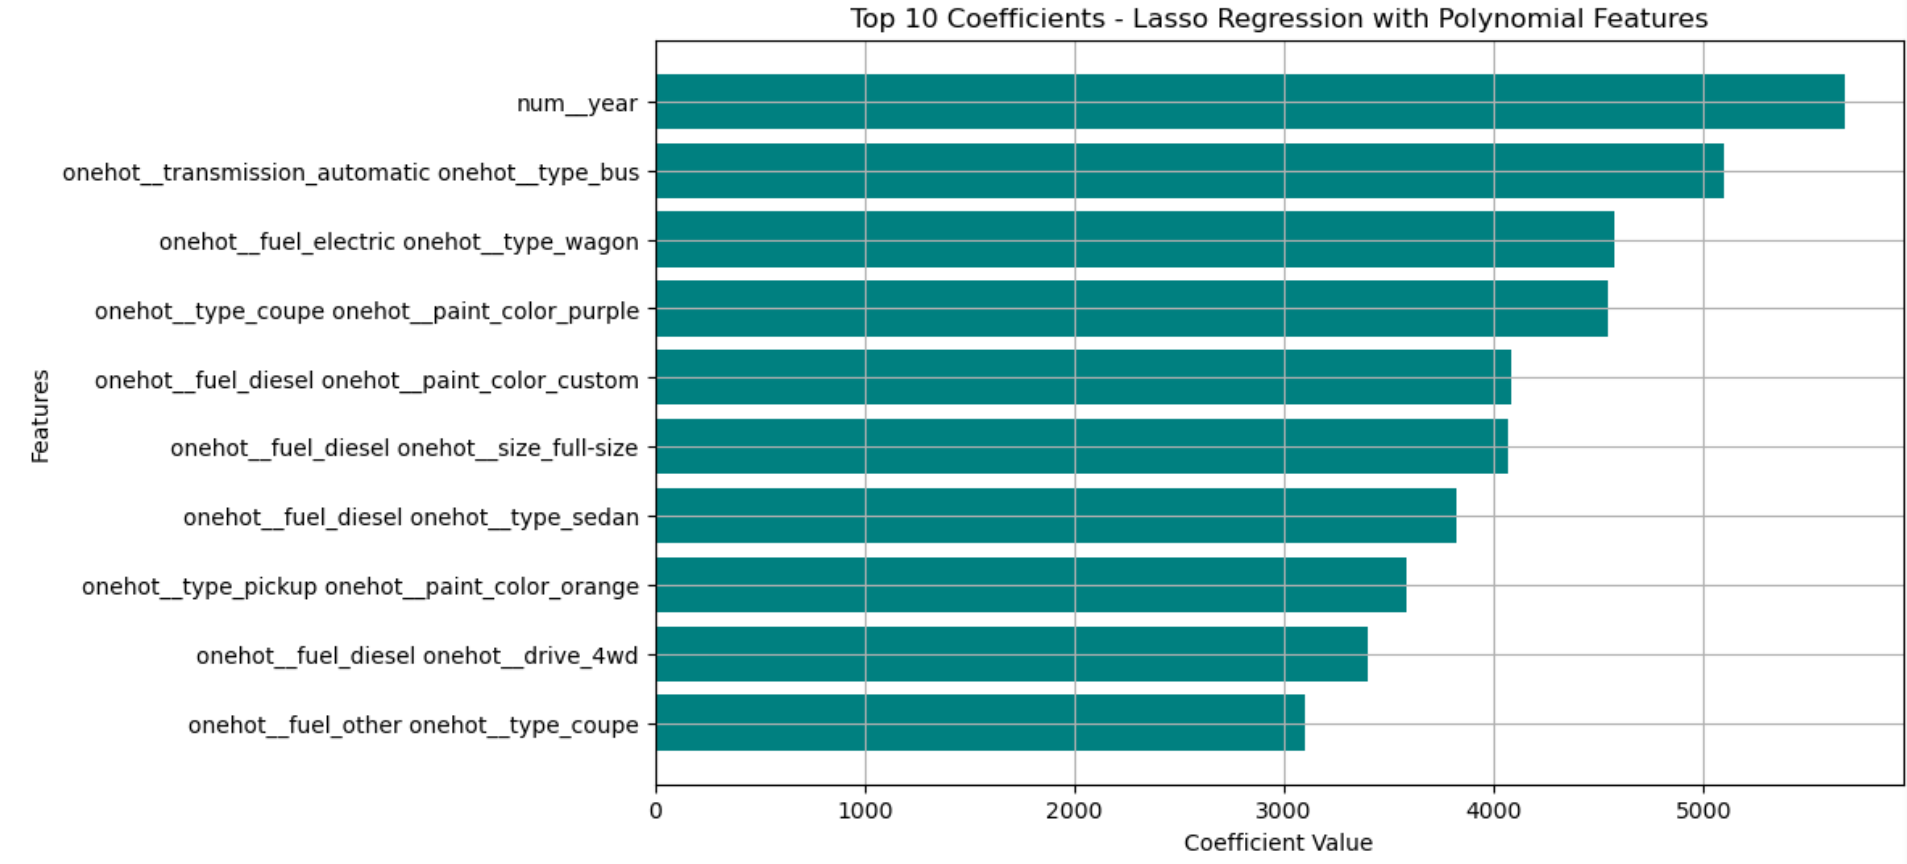 Top 10 Coefficients - Lasso Regression with Polynomial Features
num__year
onehot__transmission_automatic onehot__type_bus
onehot__fuel_electric onehot__type_wagon
onehot__type_coupe onehot__paint_color_purple
onehot__fuel_diesel onehot__paint_color_custom
onehot__fuel_diesel onehot__size_full-size
onehot__fuel_diesel onehot__type_sedan
onehot__type_pickup onehot__paint_color_orange
onehot__fuel_diesel onehot__drive_4wd
onehot__fuel_other onehot__type_coupe
Features
0 1000 2000 3000 4000 5000
Coefficient Value